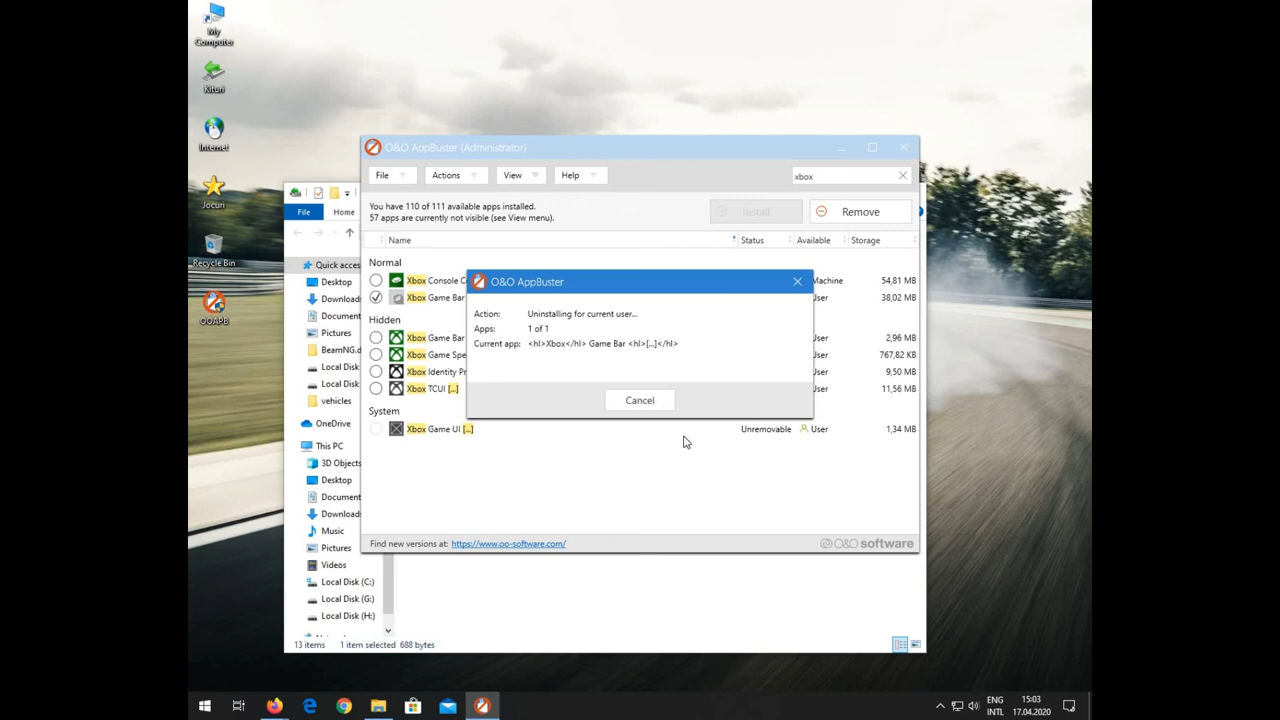 My
Computer
Kituri
Internet
Jocuri
Recycle Bin
OOAPB
File
Home
Quick acces
Desktop
Downloads
Document
Pictures
BeamNG.d
Local Disk
Local Disk
vehicles
OneDrive
This PC
3D Objects
Desktop
Document
Downloads
Music
Pictures
Videos
Local Disk (C:)
Local Disk (G:)
Local Disk (H:)
13 items 1 item selected 688 bytes
O&O AppBuster (Administrator)
File Actions View Help xbox
You have 110 of 111 available apps installed.
57 apps are currently not visible (see View menu).
Install Remove
Name Status Available Storage
Normal
Xbox Console C Machine 54,81 MB
Xbox Game Bar User 38,02 MB
Hidden
Xbox Game Bar User 2,96 MB
Xbox Game Spe User 767,82 KB
Xbox Identity Pr User 9,50 MB
Xbox TCUI [...] User 11,56 MB
System
Xbox Game UI [...] Unremovable User 1,34 MB
O&O AppBuster
Action: Uninstalling for current user...
Apps: 1 of 1
Current app: <hl>Xbox</hl> Game Bar <hl>[...]</hl>
Cancel
Find new versions at: https://www.oo-software.com/
O&O software
ENG
INTL
15:03
17.04.2020